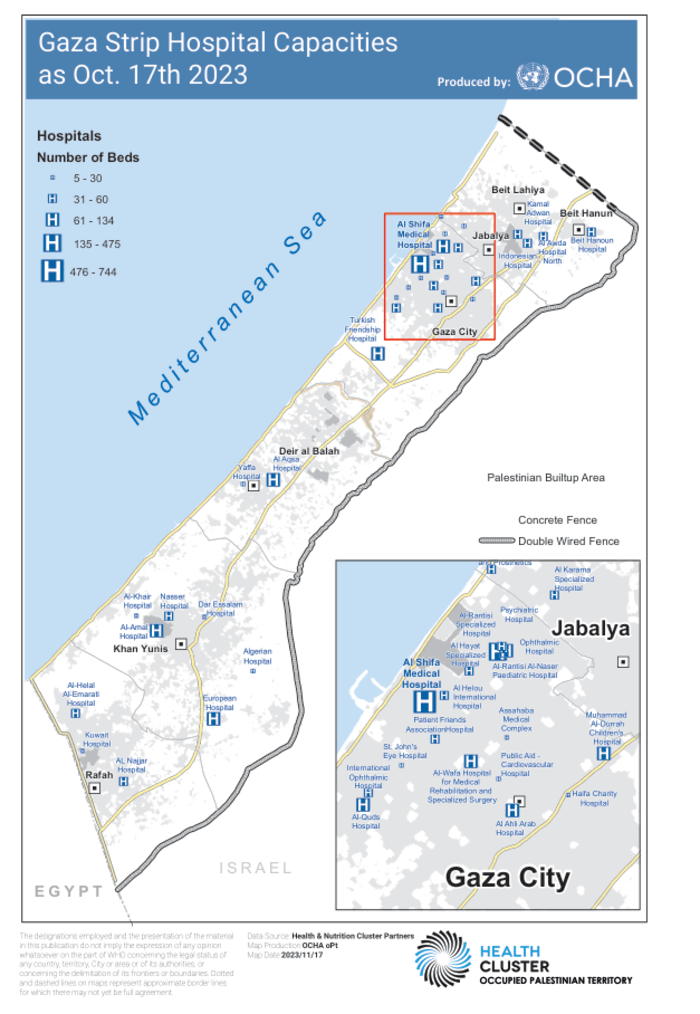 Gaza Strip Hospital Capacities
as Oct. 17th 2023
Produced by:
OCHA
Hospitals
Number of Beds
5 - 30
31 - 60
61 - 134
135 - 475
476 - 744
Mediterranean Sea
Beit Lahiya
Kamal
Adwan
Hospital
Beit Hanun
Al Shifa
Medical
Hospital
Jabalya
Al Awda
Hospital
North
Beit Hanoun
Hospital
Indonesian
Hospital
Gaza City
Turkish
Friendship
Hospital
Deir al Balah
Al Aqsa
Hospital
Yaffa
Hospital
Palestinian Builtup Area
Concrete Fence
Double Wired Fence
Al-Khair
Hospital
Nasser
Hospital
Dar Essalam
Hospital
Al-Amal
Hospital
Khan Yunis
Algerian
Hospital
Al-Helal
Al-Emarati
Hospital
European
Hospital
Kuwait
Hospital
AL Najjar
Hospital
Rafah
ISRAEL
EGYPT
and Prosthetics
Al Karama
Specialized
Hospital
Al-Rantisi
Specialized
Hospital
Psychiatric
Hospital
Jabalya
Al Hayat
Specialized
Hospital
Ophthalmic
Hospital
Al-Rantisi Al-Naser
Paediatric Hospital
Al Shifa
Medical
Hospital
Al Helou
International
Hospital
Patient Friends
AssociationHospital
Assahaba
Medical
Complex
Muhammad
Al-Durrah
Children's
Hospital
St. John's
Eye Hospital
Public Aid -
Cardiovascular
Hospital
International
Ophthalmic
Hospital
Al-Wafa Hospital
for Medical
Rehabilitation and
Specialized Surgery
Haifa Charity
Hospital
Al-Quds
Hospital
Al Ahli Arab
Hospital
Gaza City
The designations employed and the presentation of the material
in this publication do not imply the expression of any opinion
whatsoever on the part of WHO concerning the legal status of
any country, territory, City or area or of its authorities, or
concerning the delimitation of its frontiers or boundaries. Dotted
and dashed lines on maps represent approximate border lines
for which there may not yet be full agreement.
Data Source: Health & Nutrition Cluster Partners
Map Production: OCHA oPt
Map Date: 2023/11/17
HEALTH
CLUSTER
OCCUPIED PALESTINIAN TERRITORY